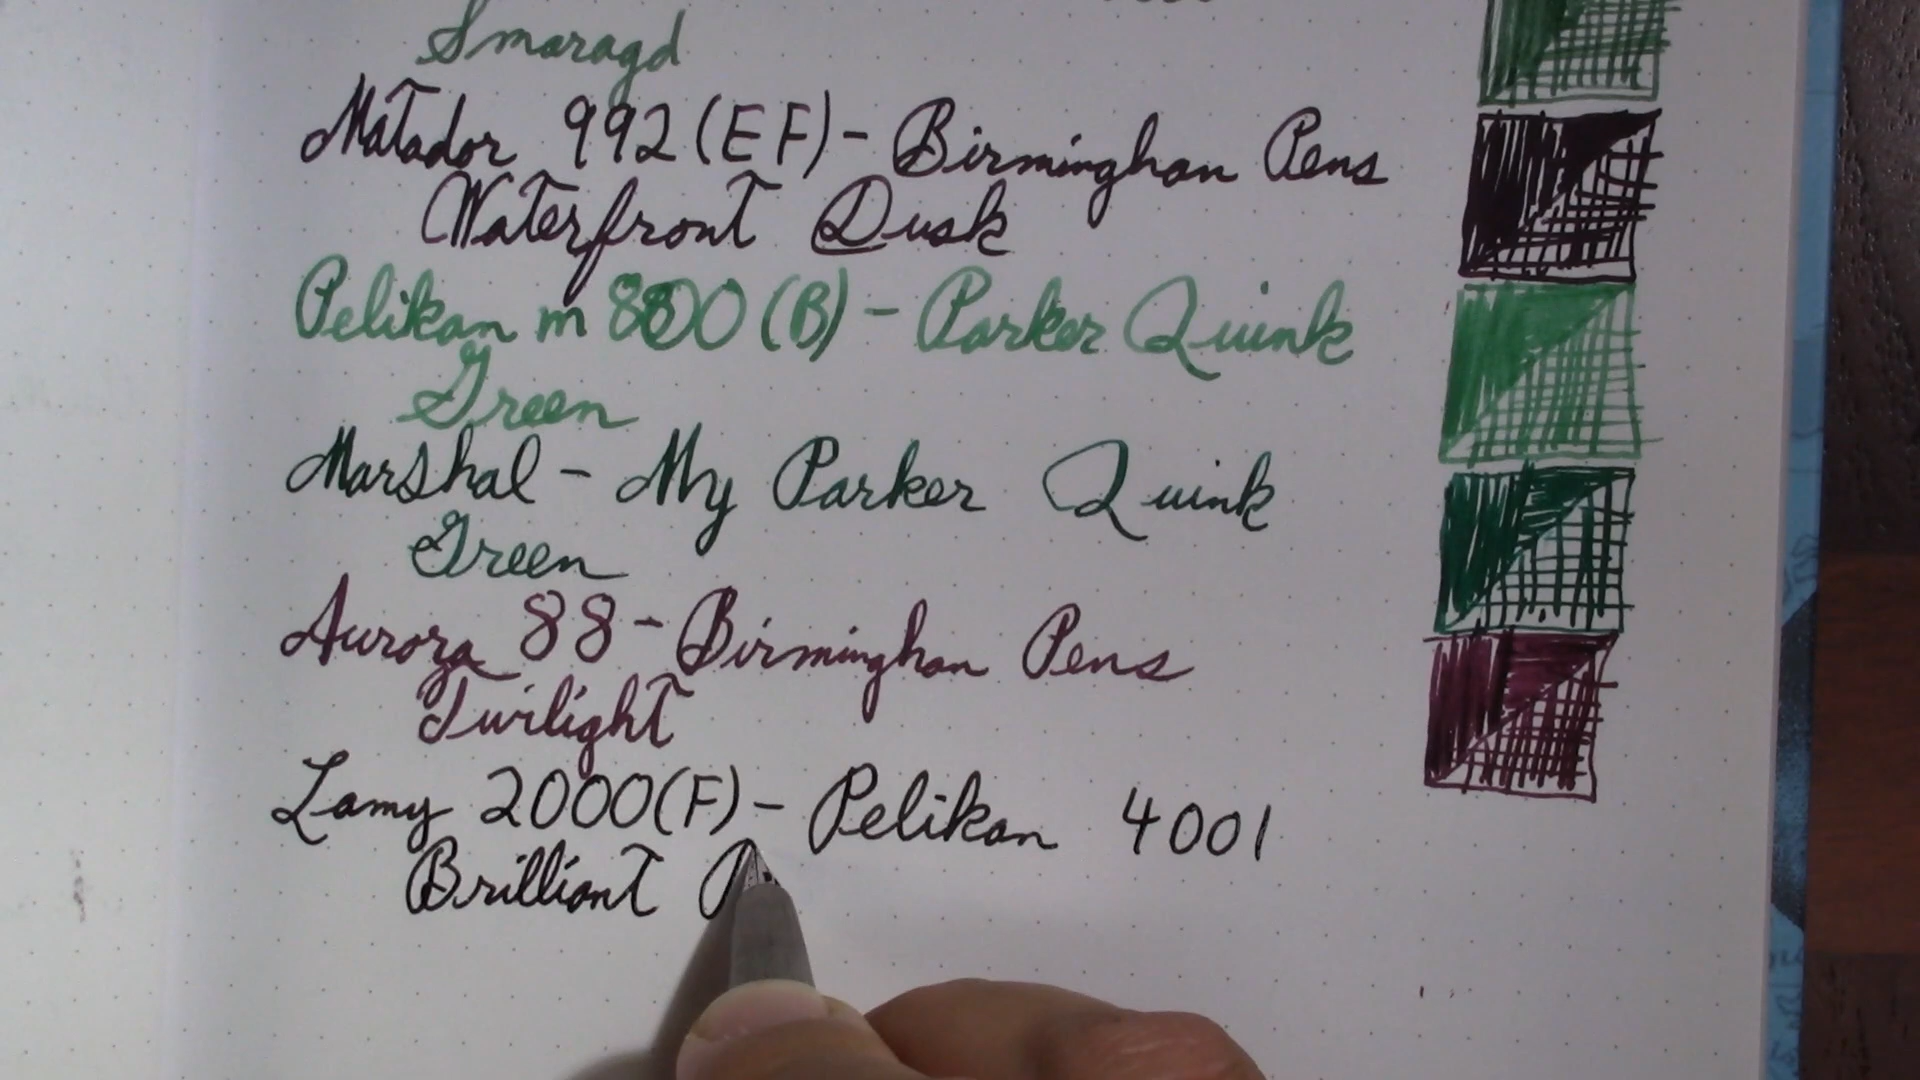 Smaragd
Matador 992 (EF) - Birmingham Pens
Waterfront Dusk
Pelikan m 800 (B) - Parker Quink
Green
Marshal - My Parker Quink
Green
Aurora 88 - Birmingham Pens
Twilight
Lamy 2000 (F) - Pelikan 4001
Brilliant